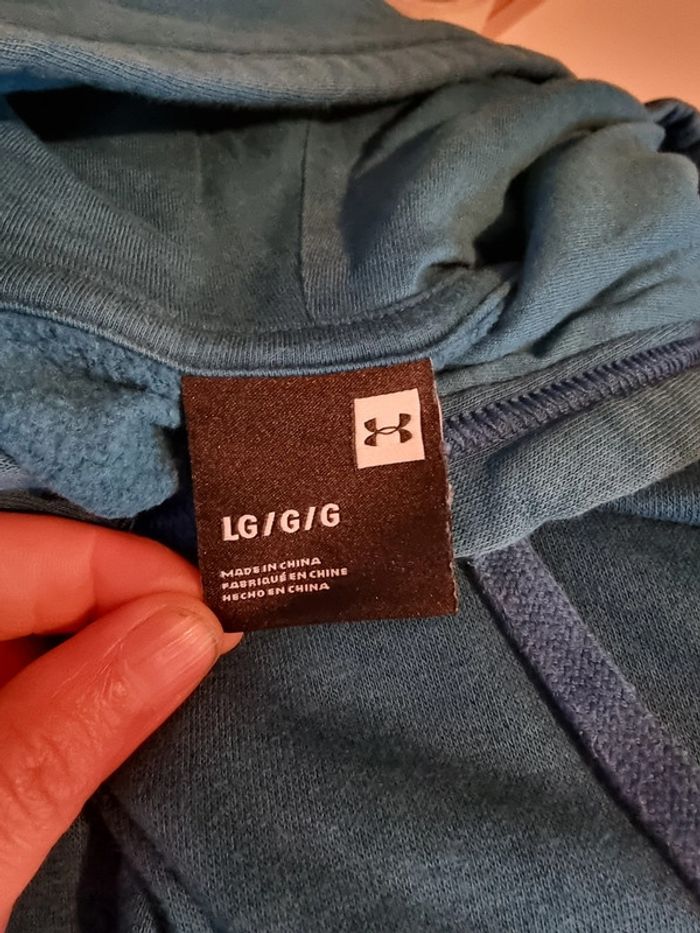 LG/G/G
MADE IN CHINA
FABRIQUÉ EN CHINE
HECHO EN CHINA